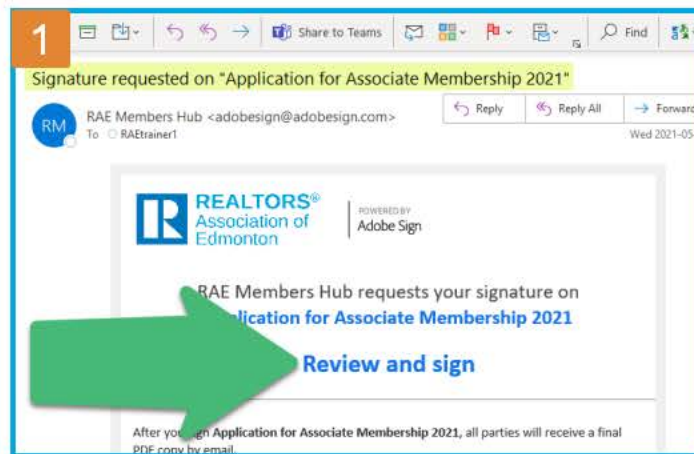 1
Share to Teams
Find
Signature requested on "Application for Associate Membership 2021"
RM
RAE Members Hub <adobesign@adobesign.com>
Reply
Reply All
Forward
To RAEtrainer1
Wed 2021-05
R
REALTORS®
Association of
Edmonton
POWERED BY
Adobe Sign
RAE Members Hub requests your signature on
plication for Associate Membership 2021
Review and sign
After you gn Application for Associate Membership 2021, all parties will receive a final
PDF copy by email.